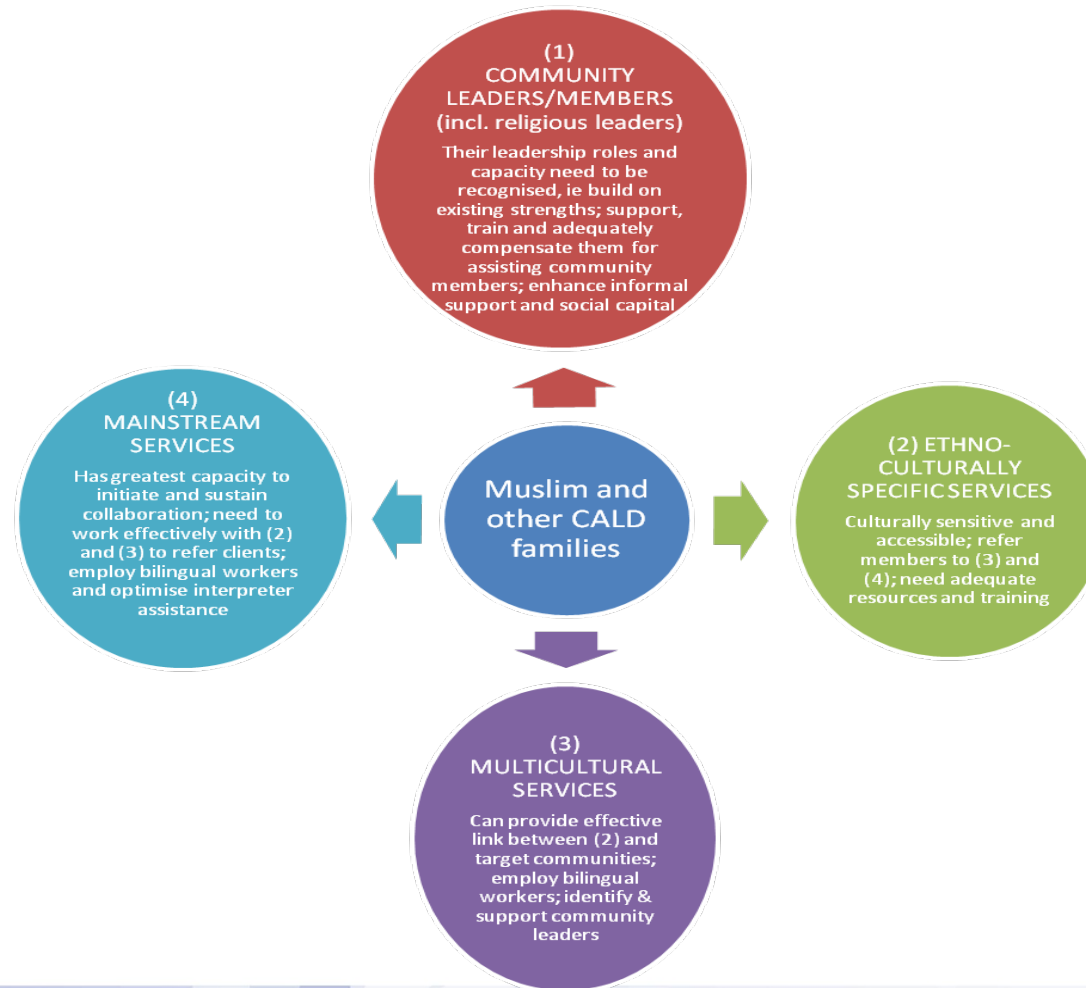 (1)
COMMUNITY
LEADERS/MEMBERS
(incl. religious leaders)
Their leadership roles and
capacity need to be
recognised, ie build on
existing strengths; support,
train and adequately
compensate them for
assisting community
members; enhance informal
support and social capital
(4)
MAINSTREAM
SERVICES
Has greatest capacity to
initiate and sustain
collaboration; need to
work effectively with (2)
and (3) to refer clients;
employ bilingual workers
and optimise interpreter
assistance
Muslim and
other CALD
families
(2) ETHNO-
CULTURALLY
SPECIFIC SERVICES
Culturally sensitive and
accessible; refer
members to (3) and
(4); need adequate
resources and training
(3)
MULTICULTURAL
SERVICES
Can provide effective
link between (2) and
target communities;
employ bilingual
workers; identify &
support community
leaders